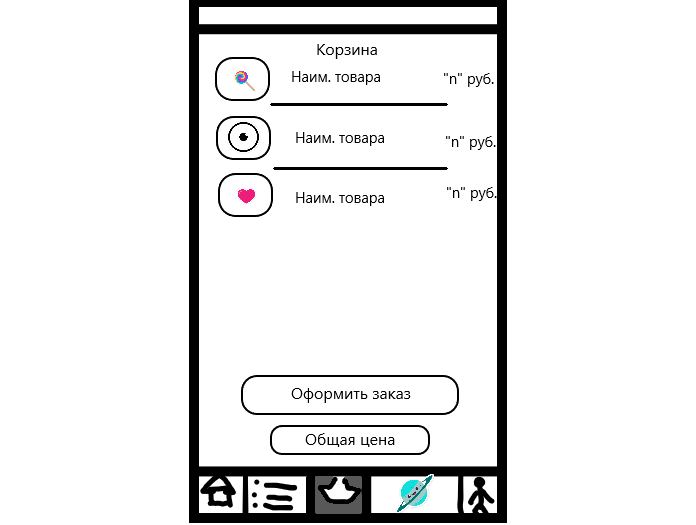 Корзина
Наим. товара "n" руб.
Наим. товара "n" руб.
Наим. товара "n" руб.
Оформить заказ
Общая цена